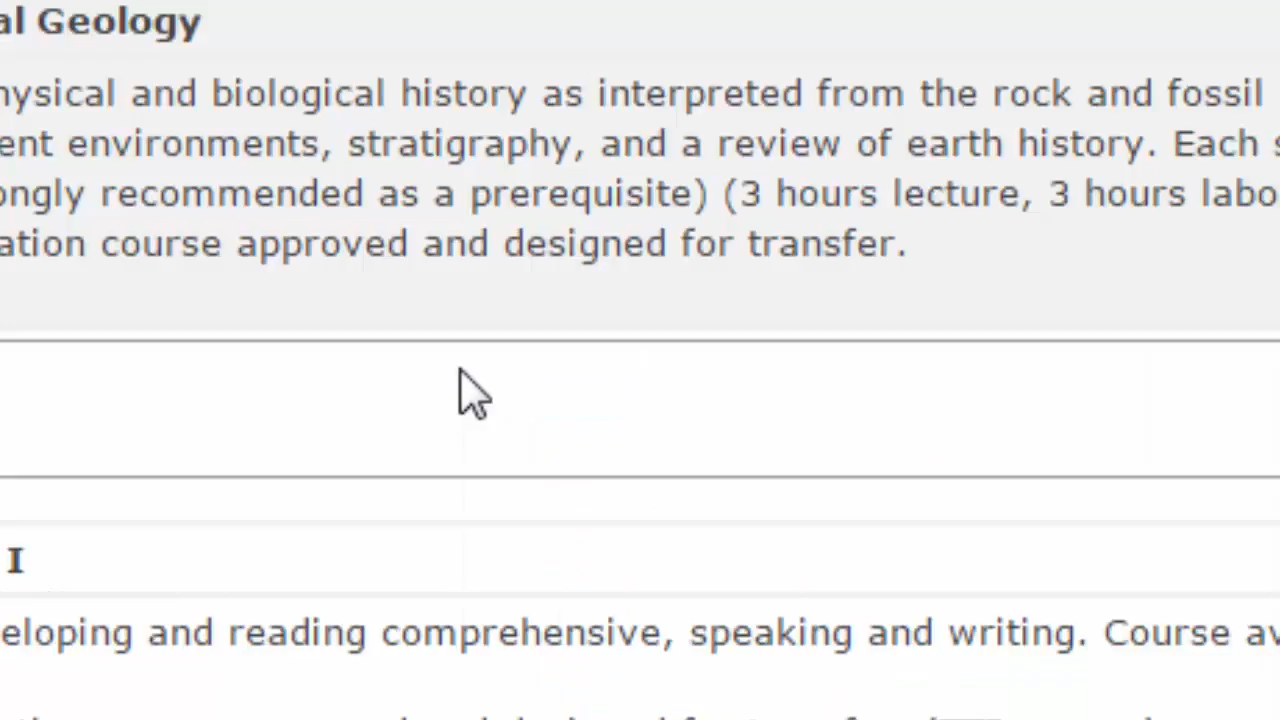 al Geology
hysical and biological history as interpreted from the rock and fossil
ent environments, stratigraphy, and a review of earth history. Each s
ongly recommended as a prerequisite) (3 hours lecture, 3 hours labo
ation course approved and designed for transfer.
I
eloping and reading comprehensive, speaking and writing. Course av